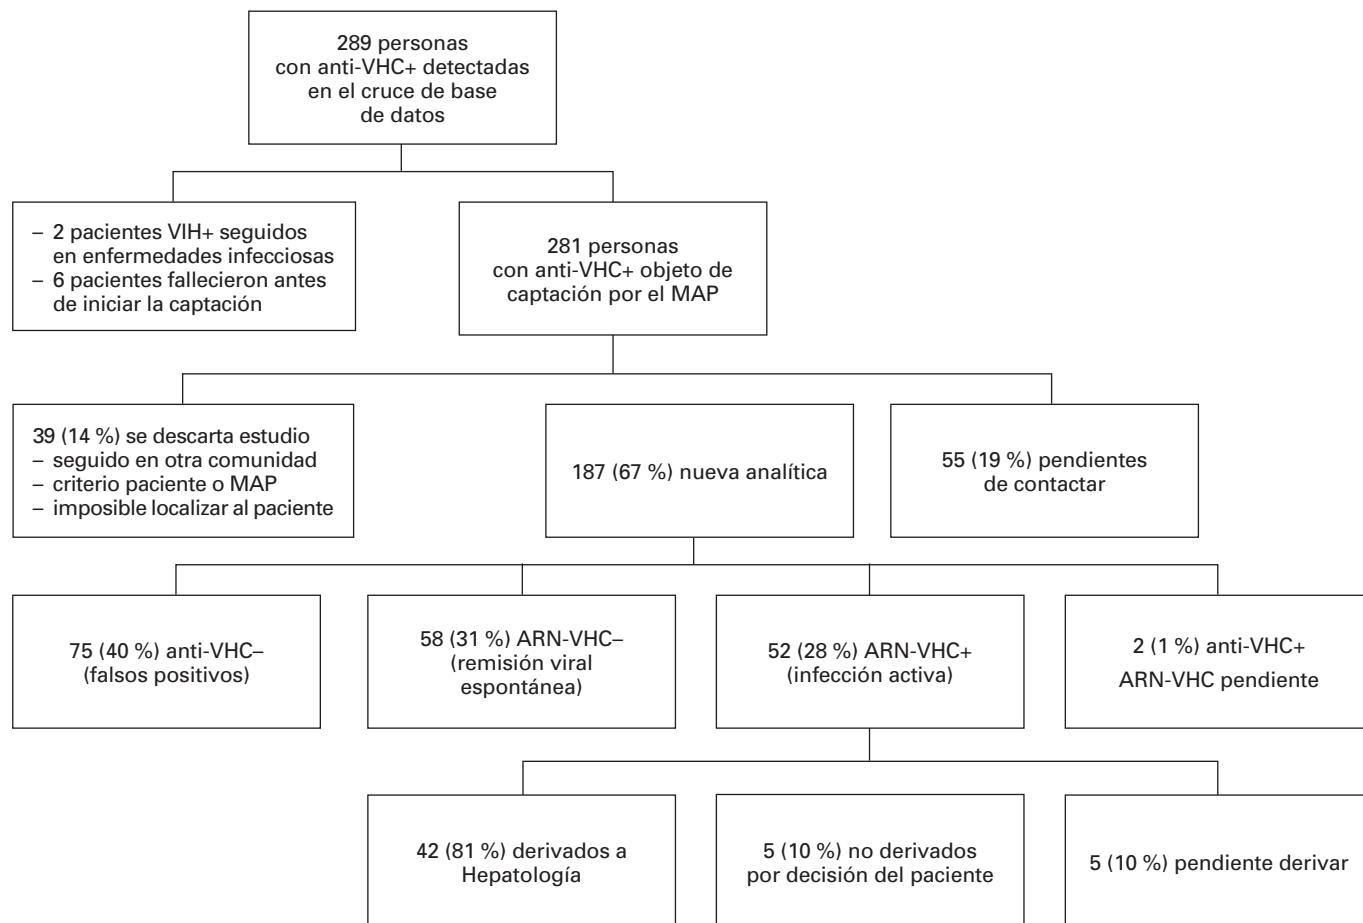 289 personas
con anti-VHC+ detectadas
en el cruce de base
de datos
– 2 pacientes VIH+ seguidos
en enfermedades infecciosas
– 6 pacientes fallecieron antes
de iniciar la captación
281 personas
con anti-VHC+ objeto de
captación por el MAP
39 (14 %) se descarta estudio
– seguido en otra comunidad
– criterio paciente o MAP
– imposible localizar al paciente
187 (67 %) nueva analítica
55 (19 %) pendientes
de contactar
75 (40 %) anti-VHC–
(falsos positivos)
58 (31 %) ARN-VHC–
(remisión viral
espontánea)
52 (28 %) ARN-VHC+
(infección activa)
2 (1 %) anti-VHC+
ARN-VHC pendiente
42 (81 %) derivados a
Hepatología
5 (10 %) no derivados
por decisión del paciente
5 (10 %) pendiente derivar